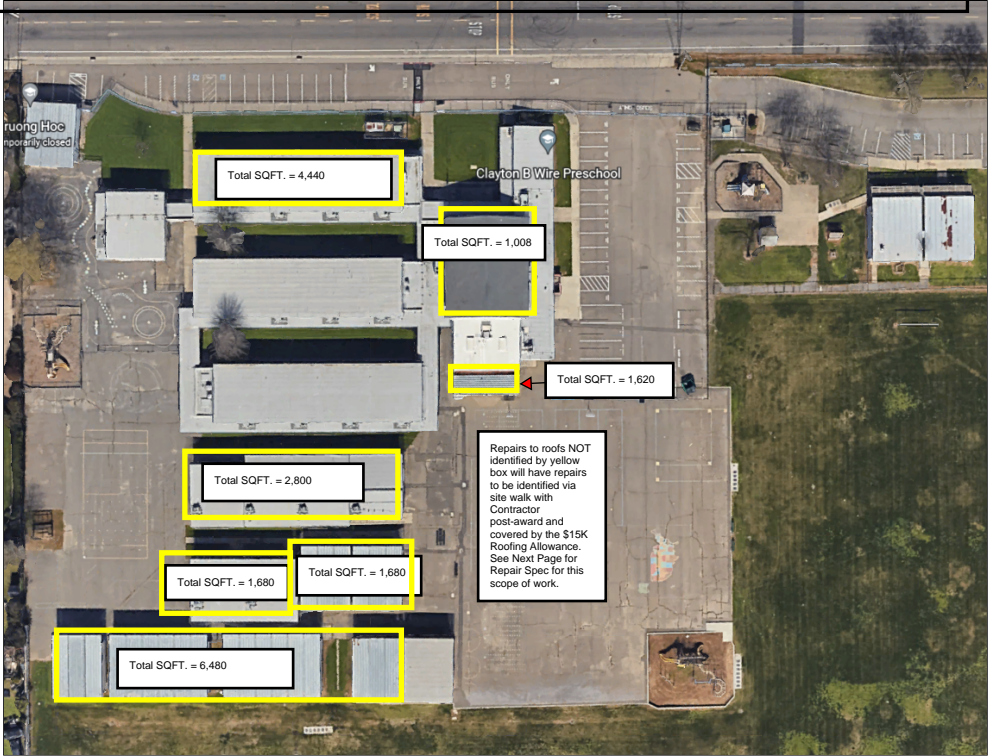 ruong Hoc
mporarily closed
Clayton B Wire Preschool
Total SQFT. = 4,440
Total SQFT. = 1,008
Total SQFT. = 1,620
Total SQFT. = 2,800
Repairs to roofs NOT
identified by yellow
box will have repairs
to be identified via
site walk with
Contractor
post-award and
covered by the $15K
Roofing Allowance.
See Next Page for
Repair Spec for this
scope of work.
Total SQFT. = 1,680
Total SQFT. = 1,680
Total SQFT. = 6,480